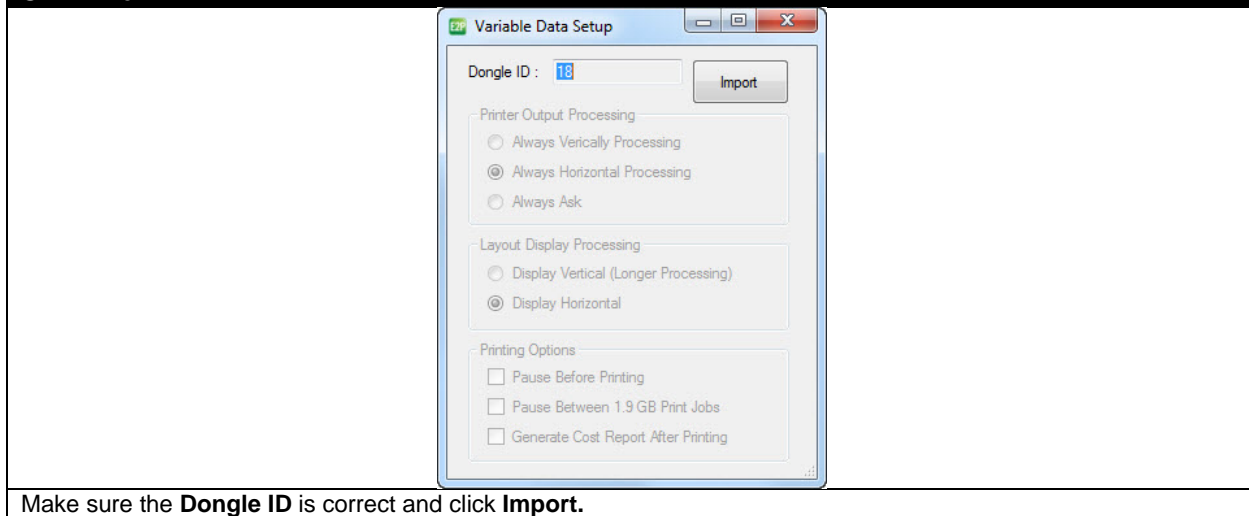 E2P Variable Data Setup
Dongle ID : 18
Import
Printer Output Processing
Always Verically Processing
Always Horizontal Processing
Always Ask
Layout Display Processing
Display Vertical (Longer Processing)
Display Horizontal
Printing Options
Pause Before Printing
Pause Between 1.9 GB Print Jobs
Generate Cost Report After Printing
Make sure the Dongle ID is correct and click Import.